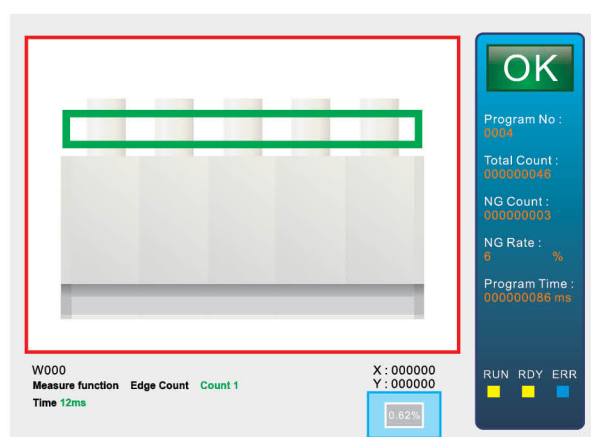 OK
Program No :
0004
Total Count :
000000046
NG Count :
000000003
NG Rate :
6 %
Program Time :
000000086 ms
RUN RDY ERR
W000
Measure function Edge Count Count 1
Time 12ms
X : 000000
Y : 000000
0.62%